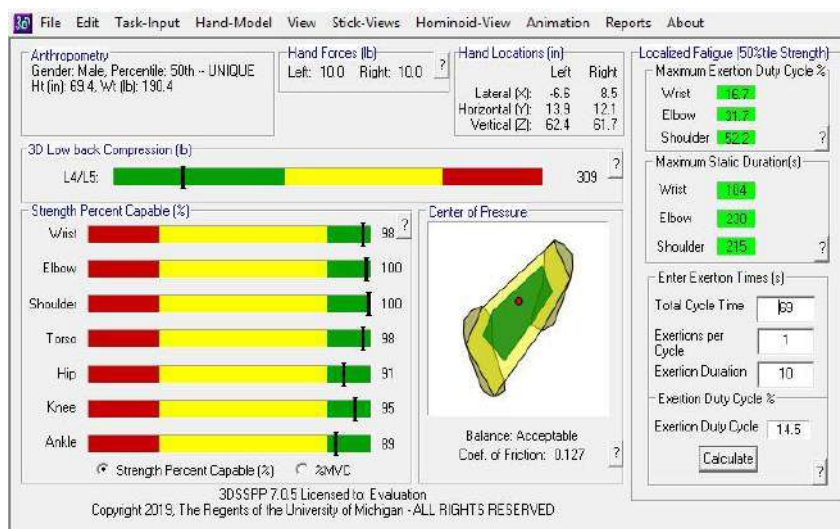 3D File Edit Task-Input Hand-Model View Stick-Views Hominoid-View Animation Reports About
Anthropometry
Gender: Male, Percentile: 50th -- UNIQUE
Ht (in): 69.4, Wt (lb): 190.4
Hand Forces (lb)
Left: 10.0 Right: 10.0 ?
Hand Locations (in)
Left Right
Lateral (X): -6.6 8.5
Horizontal (Y): 13.9 12.1
Vertical (Z): 62.4 61.7
3D Low back Compression (lb)
L4/L5: 309 ?
Strength Percent Capable (%)
Wrist 98 ?
Elbow 100
Shoulder 100
Torso 98
Hip 91
Knee 95
Ankle 89
Strength Percent Capable (%) %MVC
Center of Pressure
Balance: Acceptable
Coef. of Friction: 0.127 ?
Localized Fatigue (50%tile Strength)
Maximum Exertion Duty Cycle %
Wrist 16.7
Elbow 31.7
Shoulder 52.2 ?
Maximum Static Duration(s)
Wrist
Elbow 230
Shoulder 215 ?
Enter Exertion Times (s)
Total Cycle Time 69
Exertions per
Cycle 1
Exertion Duration 10
Exertion Duty Cycle %
Exertion Duty Cycle 14.5
Calculate ?
3DSSPP 7.0.5 Licensed to: Evaluation
Copyright 2019, The Regents of the University of Michigan - ALL RIGHTS RESERVED